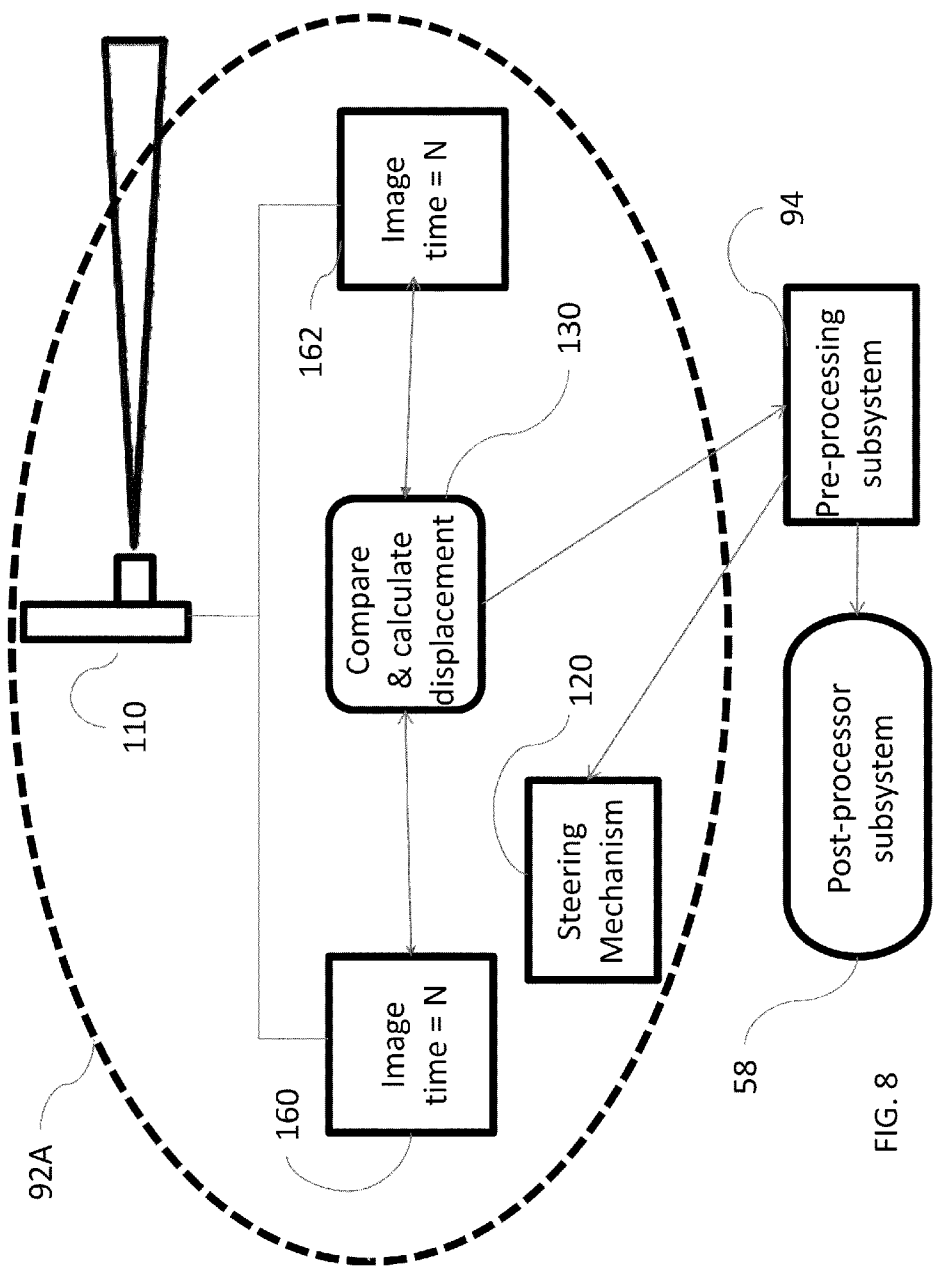 92A
110
160
Image
time = N
Compare
& calculate
displacement
162
Image
time = N
130
Steering
Mechanism
120
94
Post-processor
subsystem
Pre-processing
subsystem
58
FIG. 8